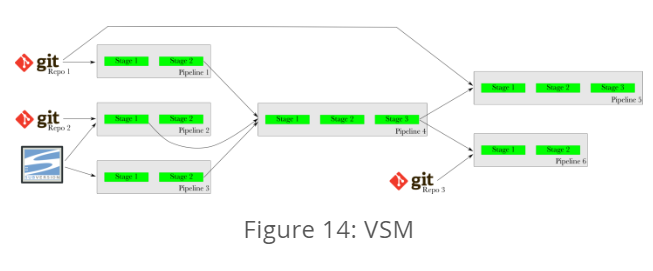 git
Repo 1
Stage 1 Stage 2
Pipeline 1
git
Repo 2
Stage 1 Stage 2
Pipeline 2
Stage 1 Stage 2
Pipeline 3
Stage 1 Stage 2 Stage 3
Pipeline 4
Stage 1 Stage 2 Stage 3
Pipeline 5
Stage 1 Stage 2
Pipeline 6
git
Repo 3
Figure 14: VSM